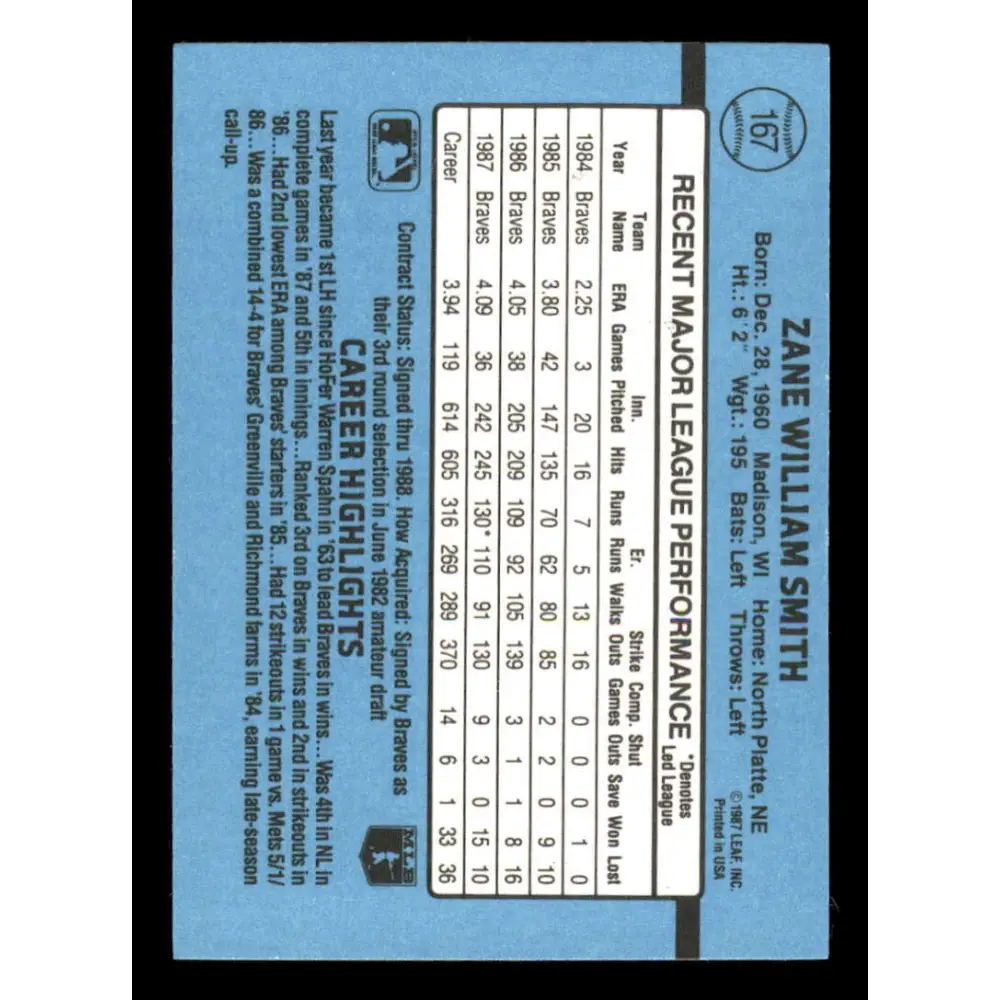 167
ZANE WILLIAM SMITH
Born: Dec. 28, 1960 Madison, WI Home: North Platte, NE
Ht.: 6'2" Wgt.: 195 Bats: Left Throws: Left
© 1987 LEAF, INC.
Printed in USA
RECENT MAJOR LEAGUE PERFORMANCE
*Denotes
Led League
Team Inn. Er. Strike Comp. Shut
Year Name ERA Games Pitched Hits Runs Runs Walks Outs Games Outs Save Won Lost
1984 Braves 2.25 3 20 16 7 5 13 16 0 0 0 1 0
1985 Braves 3.80 42 147 135 70 62 80 85 2 2 0 9 10
1986 Braves 4.05 38 205 209 109 92 105 139 3 1 1 8 16
1987 Braves 4.09 36 242 245 130* 110 91 130 9 3 0 15 10
Career 3.94 119 614 605 316 269 289 370 14 6 1 33 36
Contract Status: Signed thru 1988. How Acquired: Signed by Braves as
their 3rd round selection in June 1982 amateur draft
MLB
CAREER HIGHLIGHTS
Last year became 1st LH since HoFer Warren Spahn in '63 to lead Braves in wins...Was 4th in NL in
complete games in '87 and 5th in innings...Ranked 3rd on Braves in wins and 2nd in strikeouts in
'86...Had 2nd lowest ERA among Braves' starters in '85...Had 12 strikeouts in 1 game vs. Mets 5/1/
86...Was a combined 14-4 for Braves' Greenville and Richmond farms in '84, earning late-season
call-up.